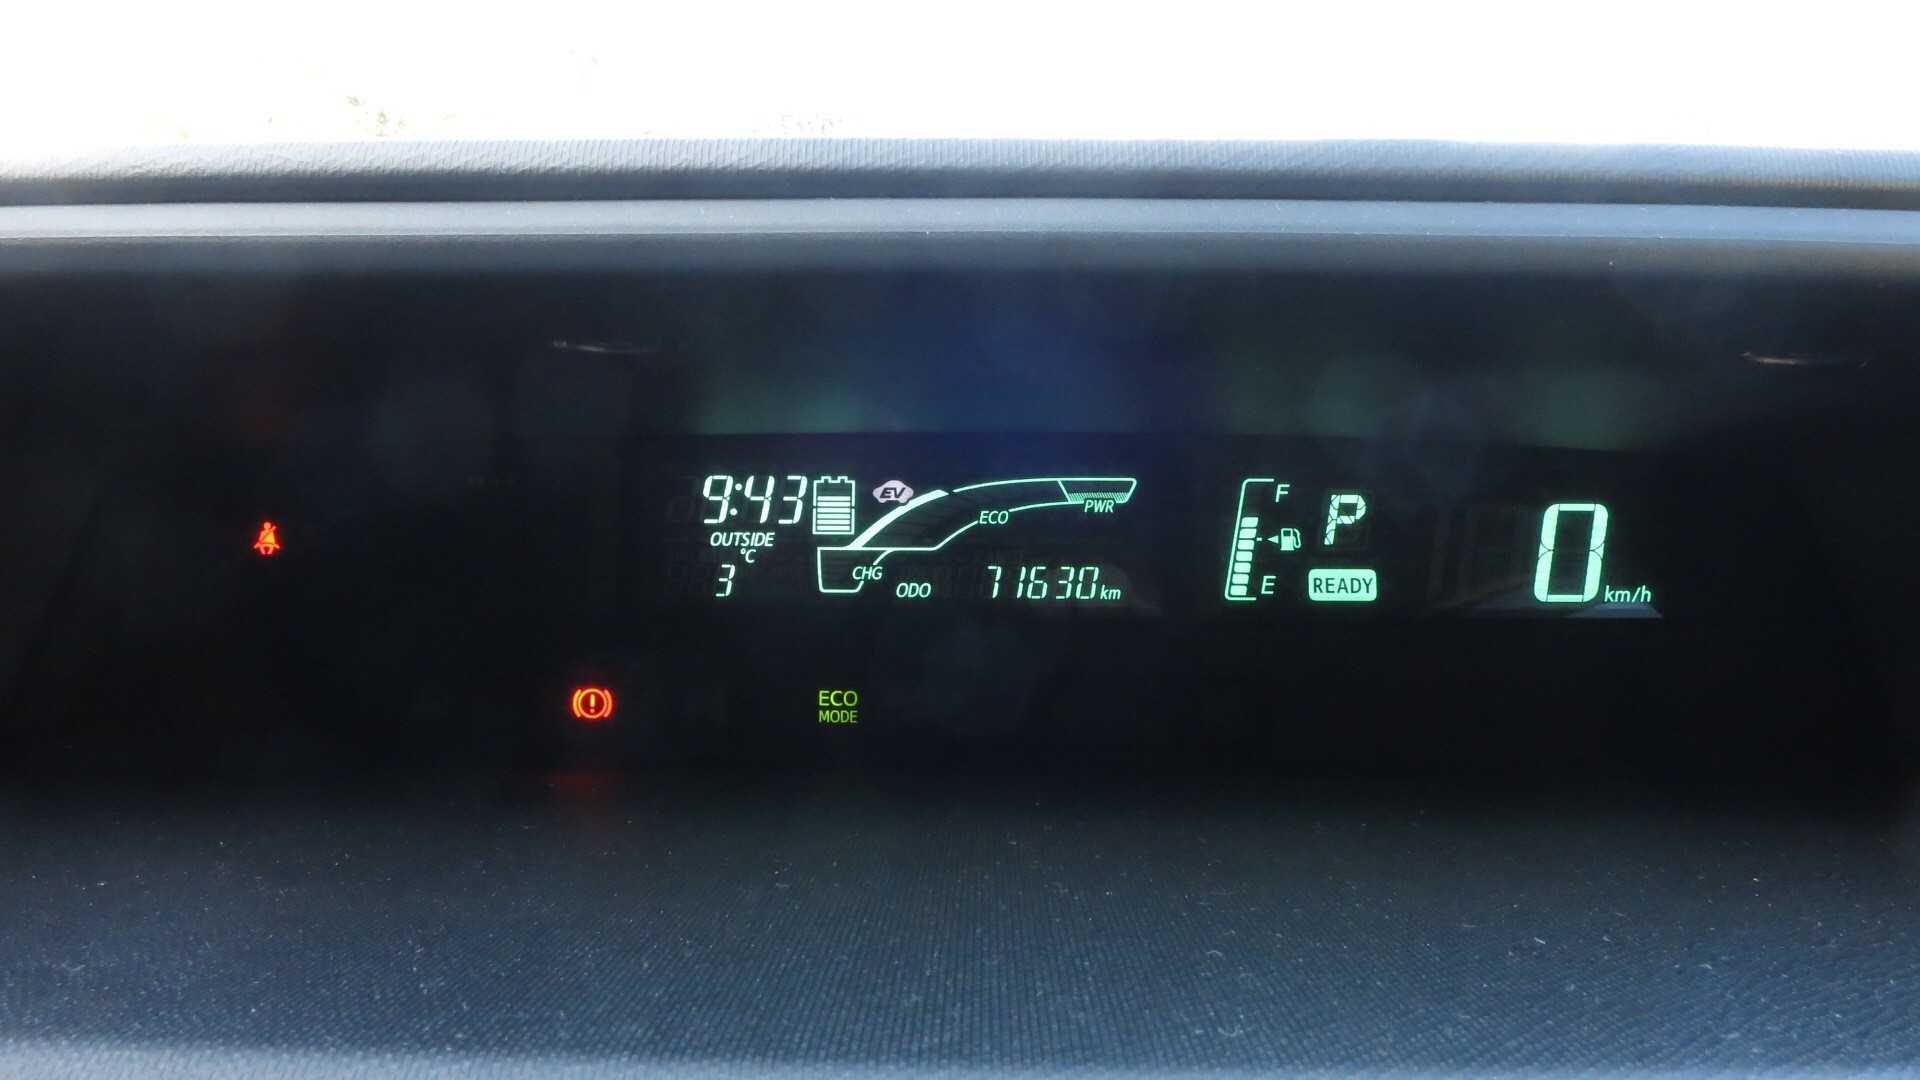 9:43
EV
OUTSIDE
°C
3
ECO
PWR
CHG
ODO 71630 km
F
E
P
READY
0 km/h
ECO
MODE